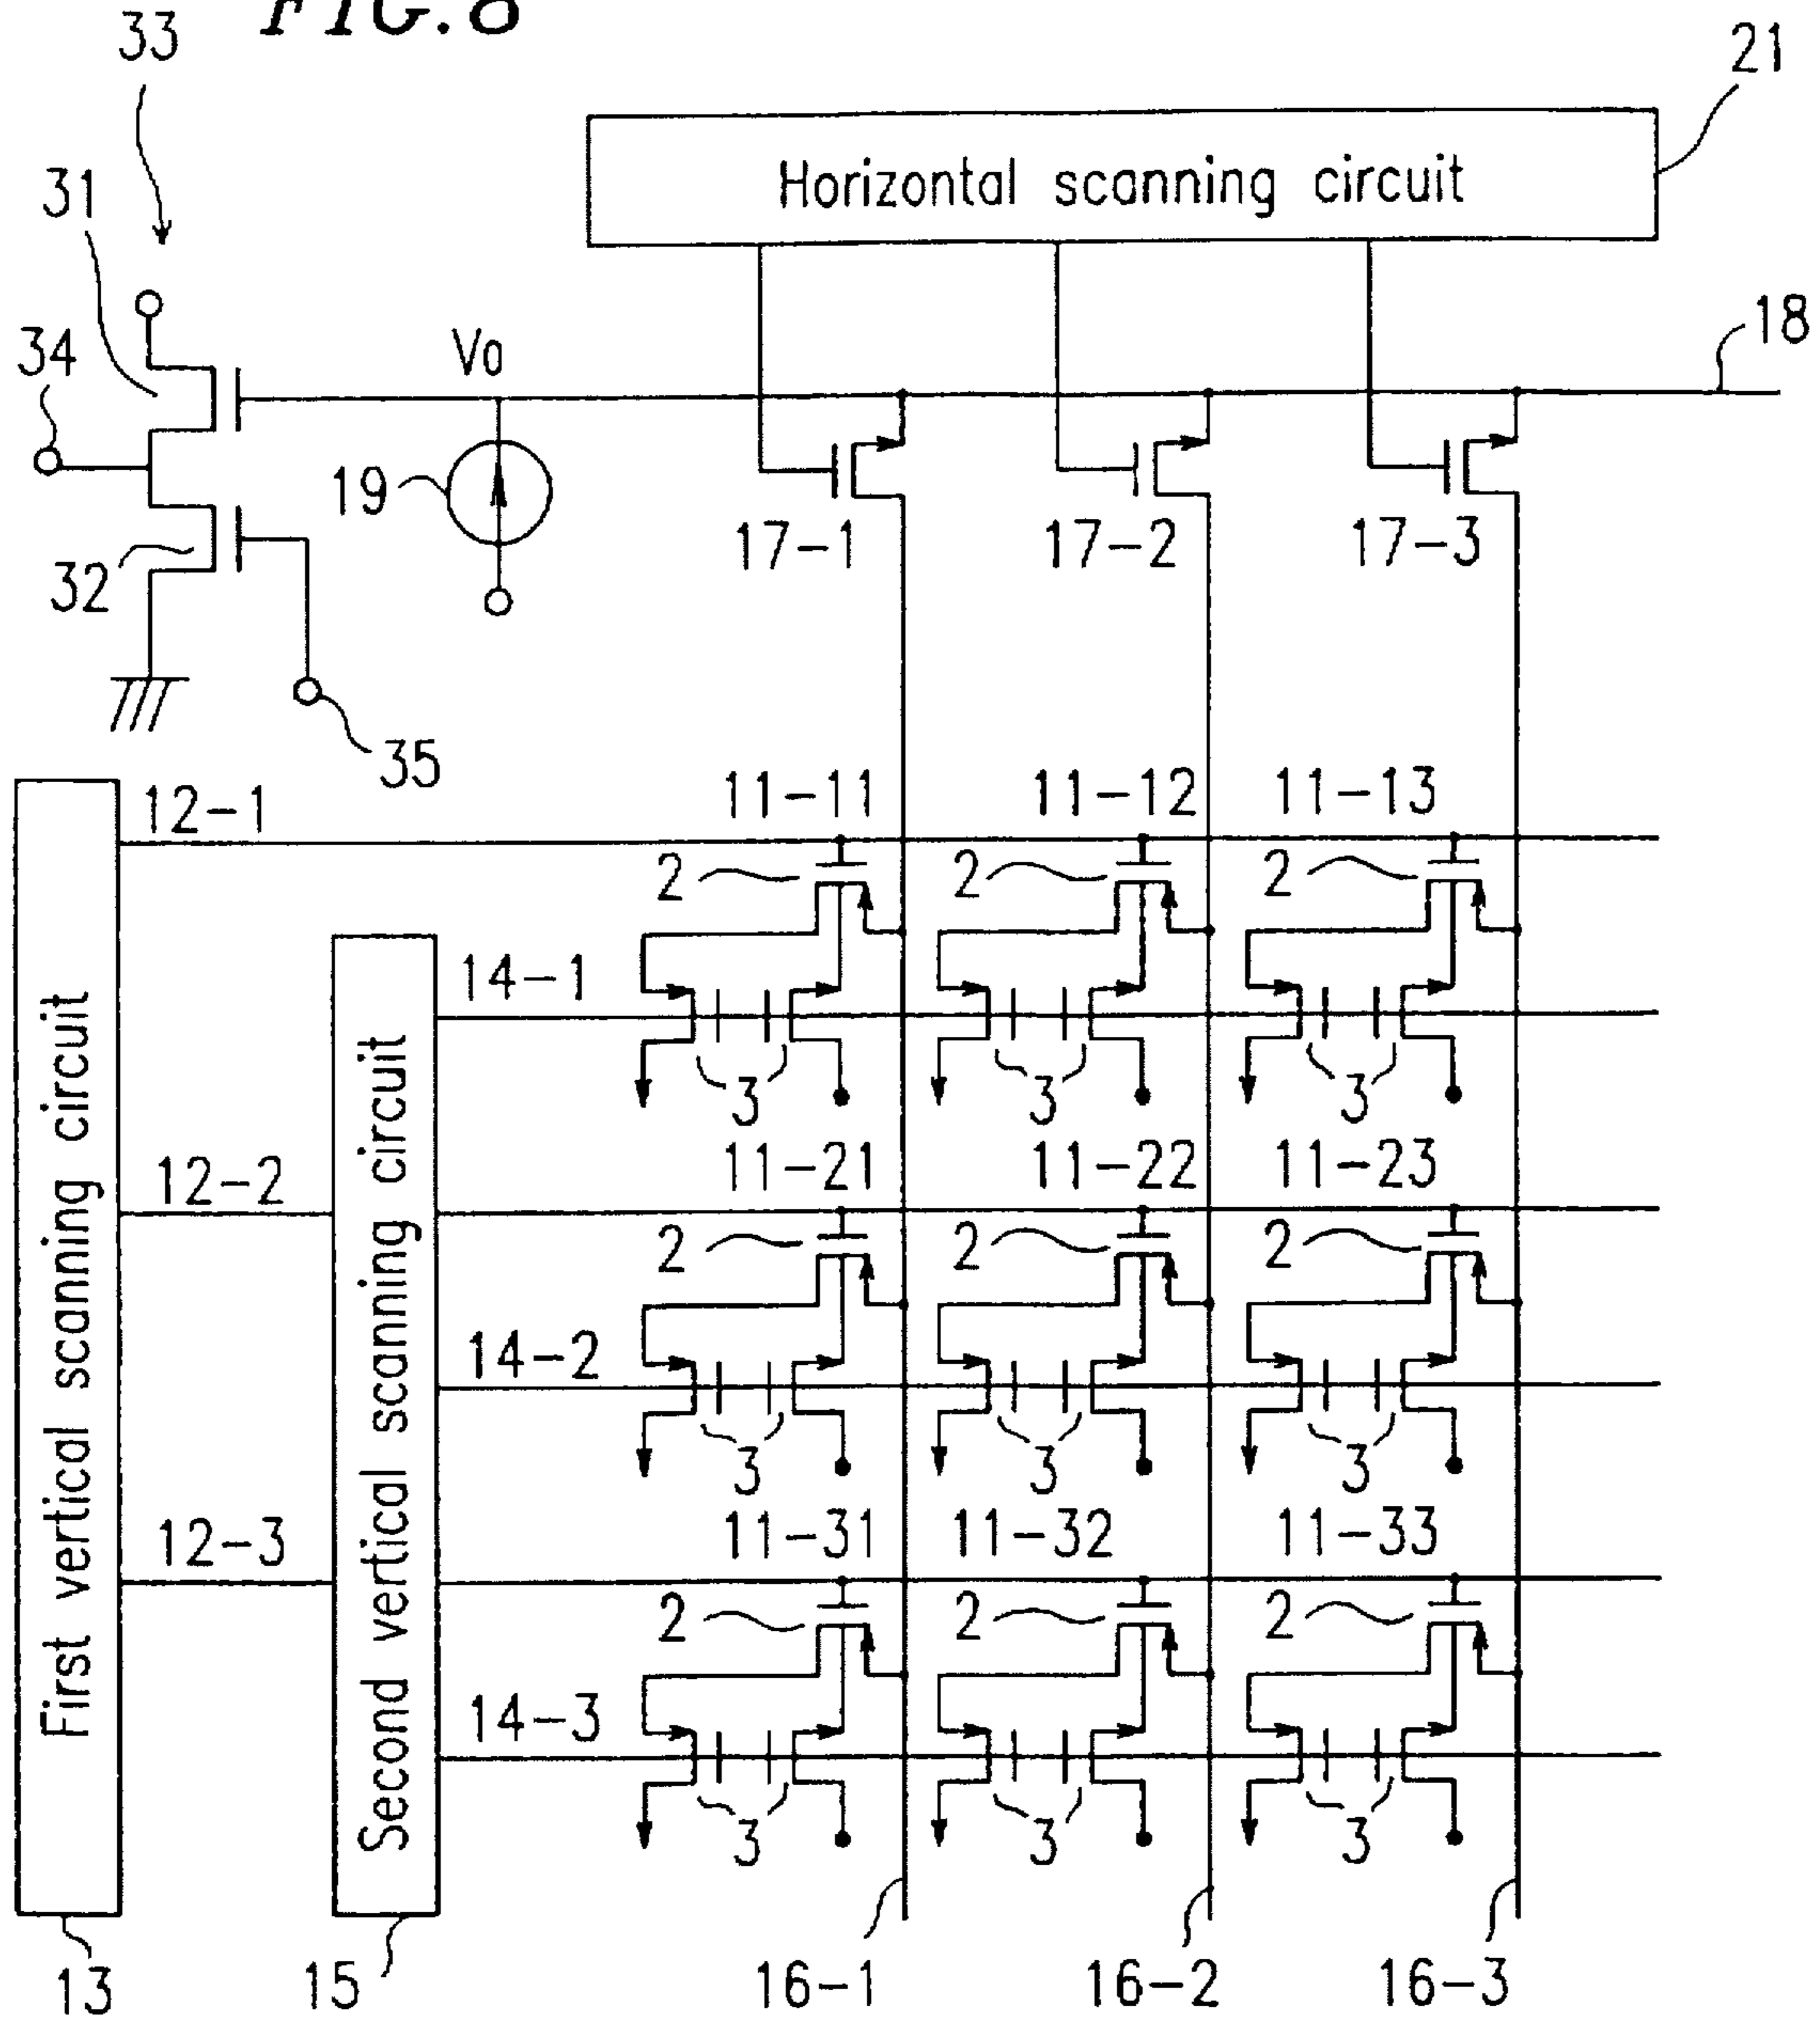 FIG. 8
33
21
Horizontal scanning circuit
31
34
Vo
18
19
17-1 17-2 17-3
32
35
12-1 11-11 11-12 11-13
2 2 2
14-1
3 3 3
12-2 11-21 11-22 11-23
2 2 2
14-2
3 3 3
12-3 11-31 11-32 11-33
2 2 2
14-3
3 3 3
First vertical scanning circuit
Second vertical scanning circuit
13 15 16-1 16-2 16-3